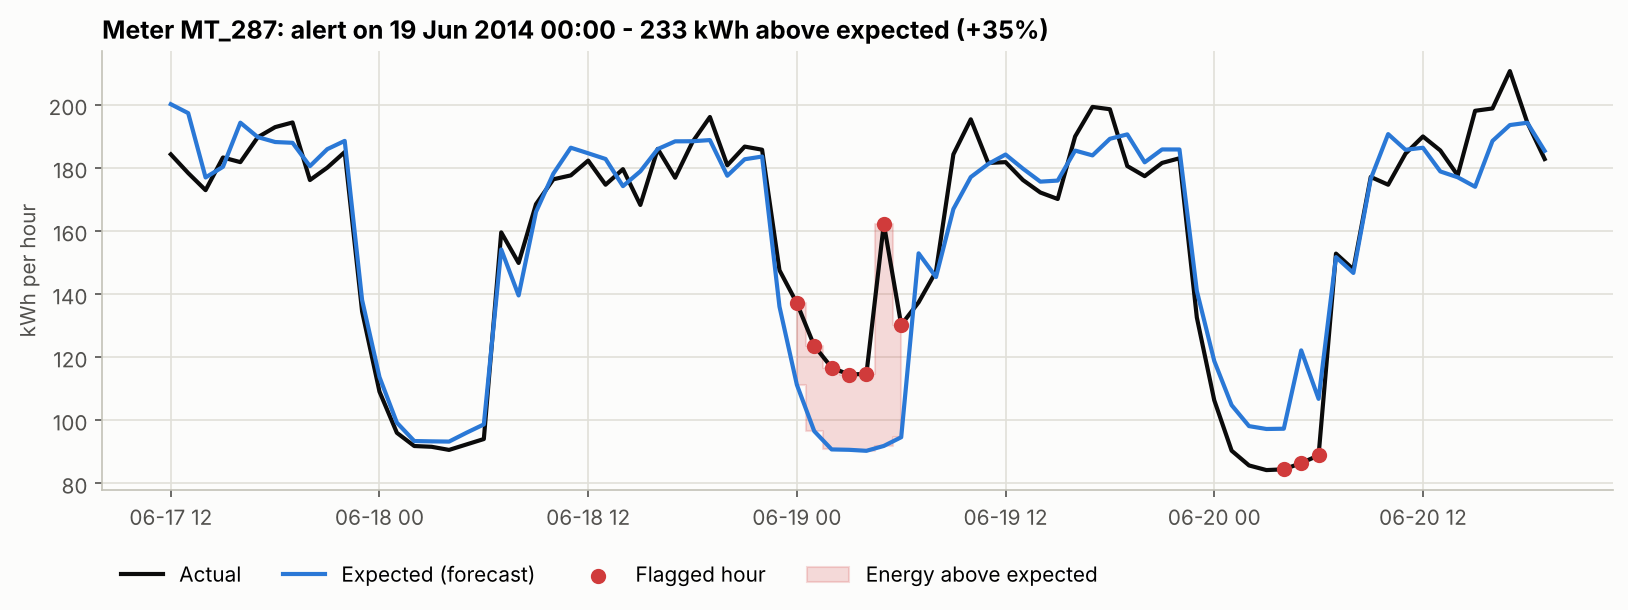 Meter MT_287: alert on 19 Jun 2014 00:00 - 233 kWh above expected (+35%)
kWh per hour
200
180
160
140
120
100
80
06-17 12
06-18 00
06-18 12
06-19 00
06-19 12
06-20 00
06-20 12
Actual
Expected (forecast)
Flagged hour
Energy above expected